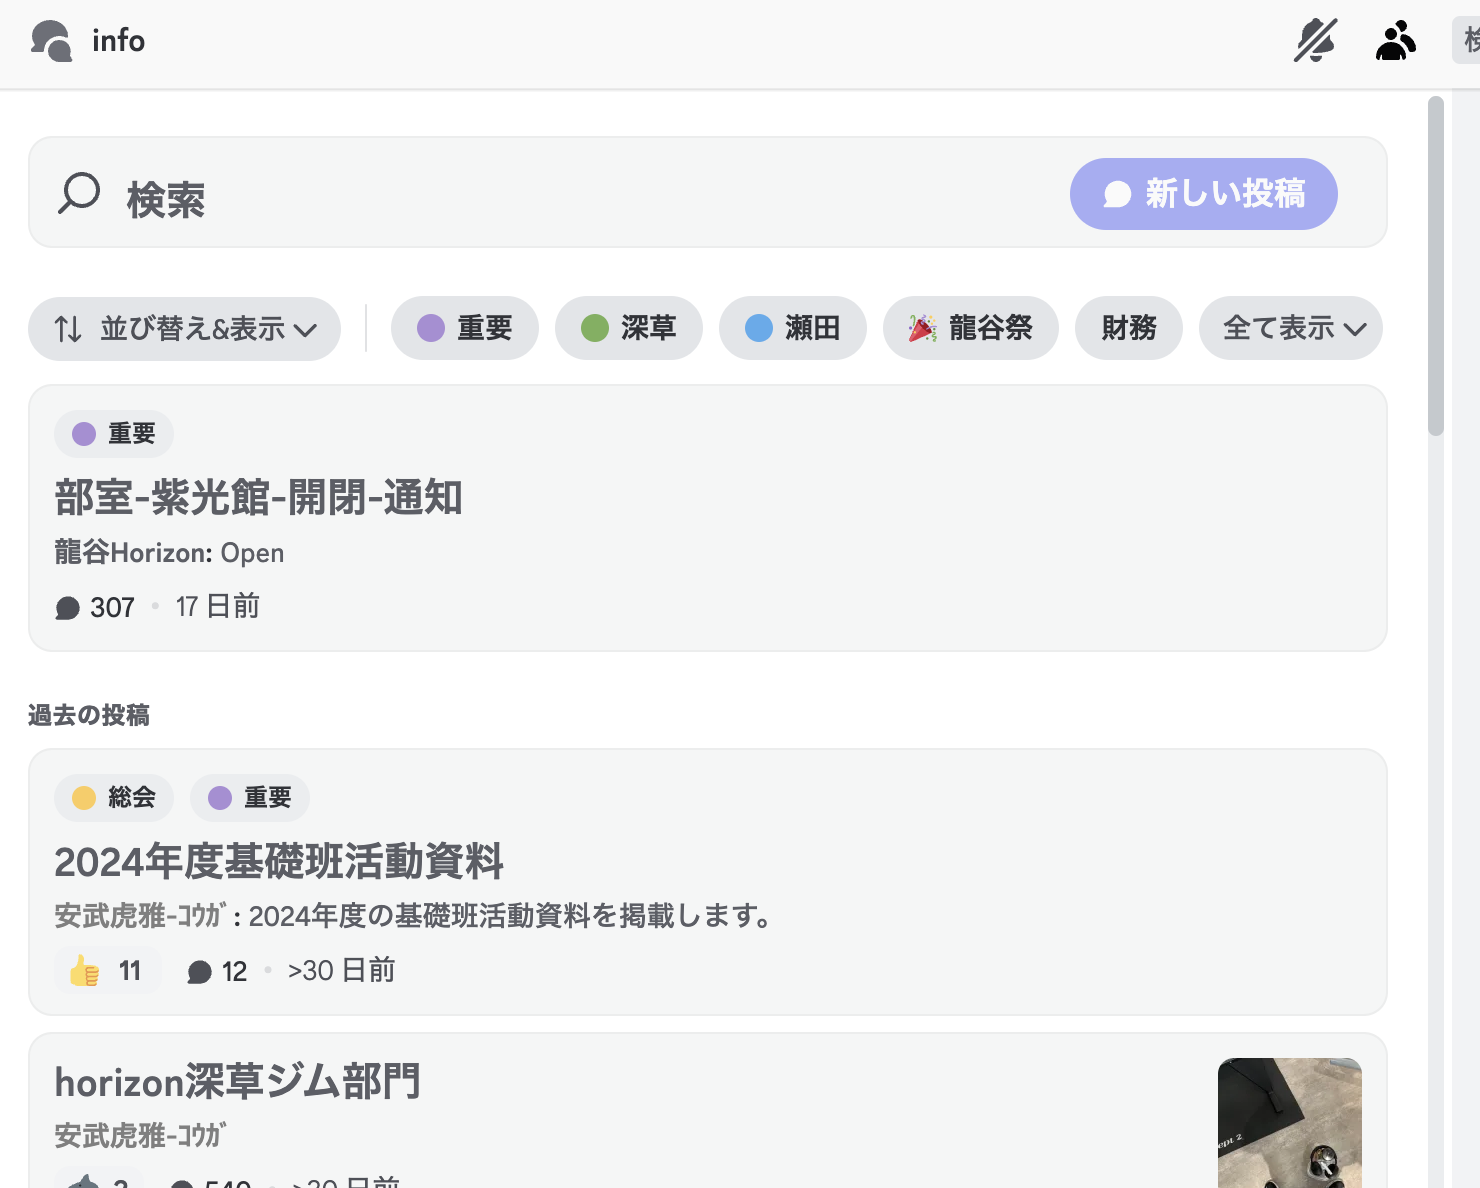 info
検索
新しい投稿
並び替え&表示
重要
深草
瀬田
龍谷祭
財務
全て表示
重要
部室-紫光館-開閉-通知
龍谷Horizon: Open
307 • 17 日前
過去の投稿
総会 重要
2024年度基礎班活動資料
安武虎雅-ｺｳｶﾞ : 2024年度の基礎班活動資料を掲載します。
11 12 • >30 日前
horizon深草ジム部門
安武虎雅-ｺｳｶﾞ
540 • >30 日前